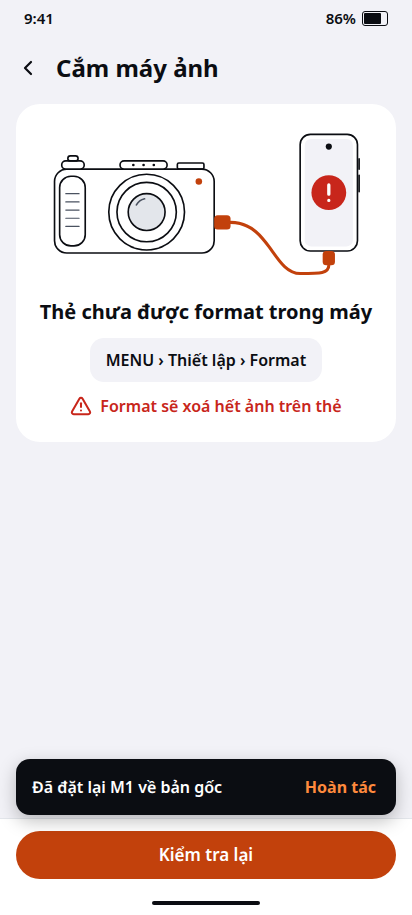 9:41
86%
Cắm máy ảnh
Thẻ chưa được format trong máy
MENU › Thiết lập › Format
Format sẽ xoá hết ảnh trên thẻ
Đã đặt lại M1 về bản gốc
Hoàn tác
Kiểm tra lại